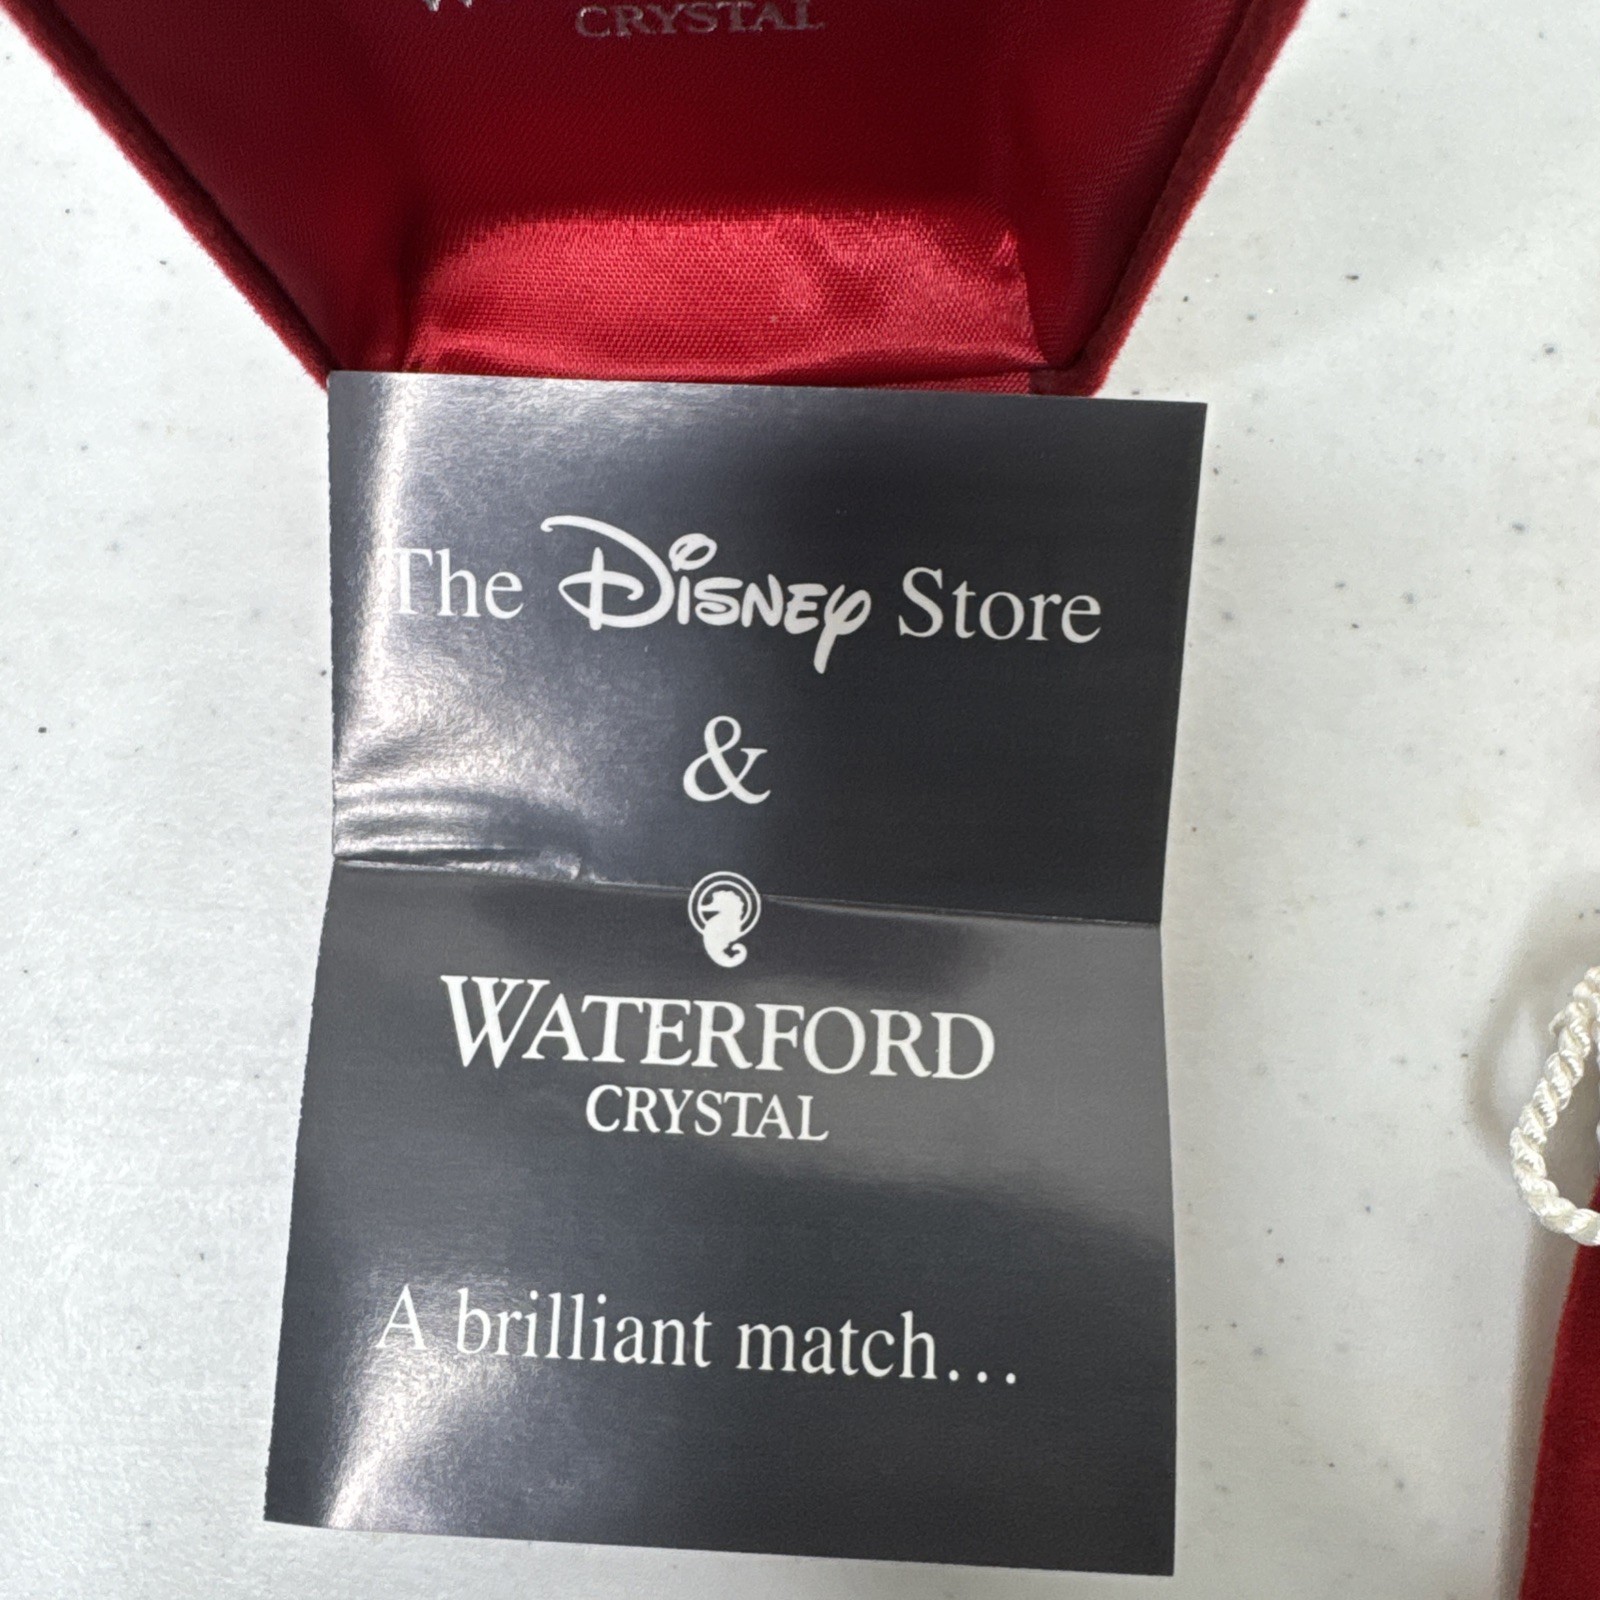 CRYSTAL
The Disney Store
&
WATERFORD
CRYSTAL
A brilliant match...